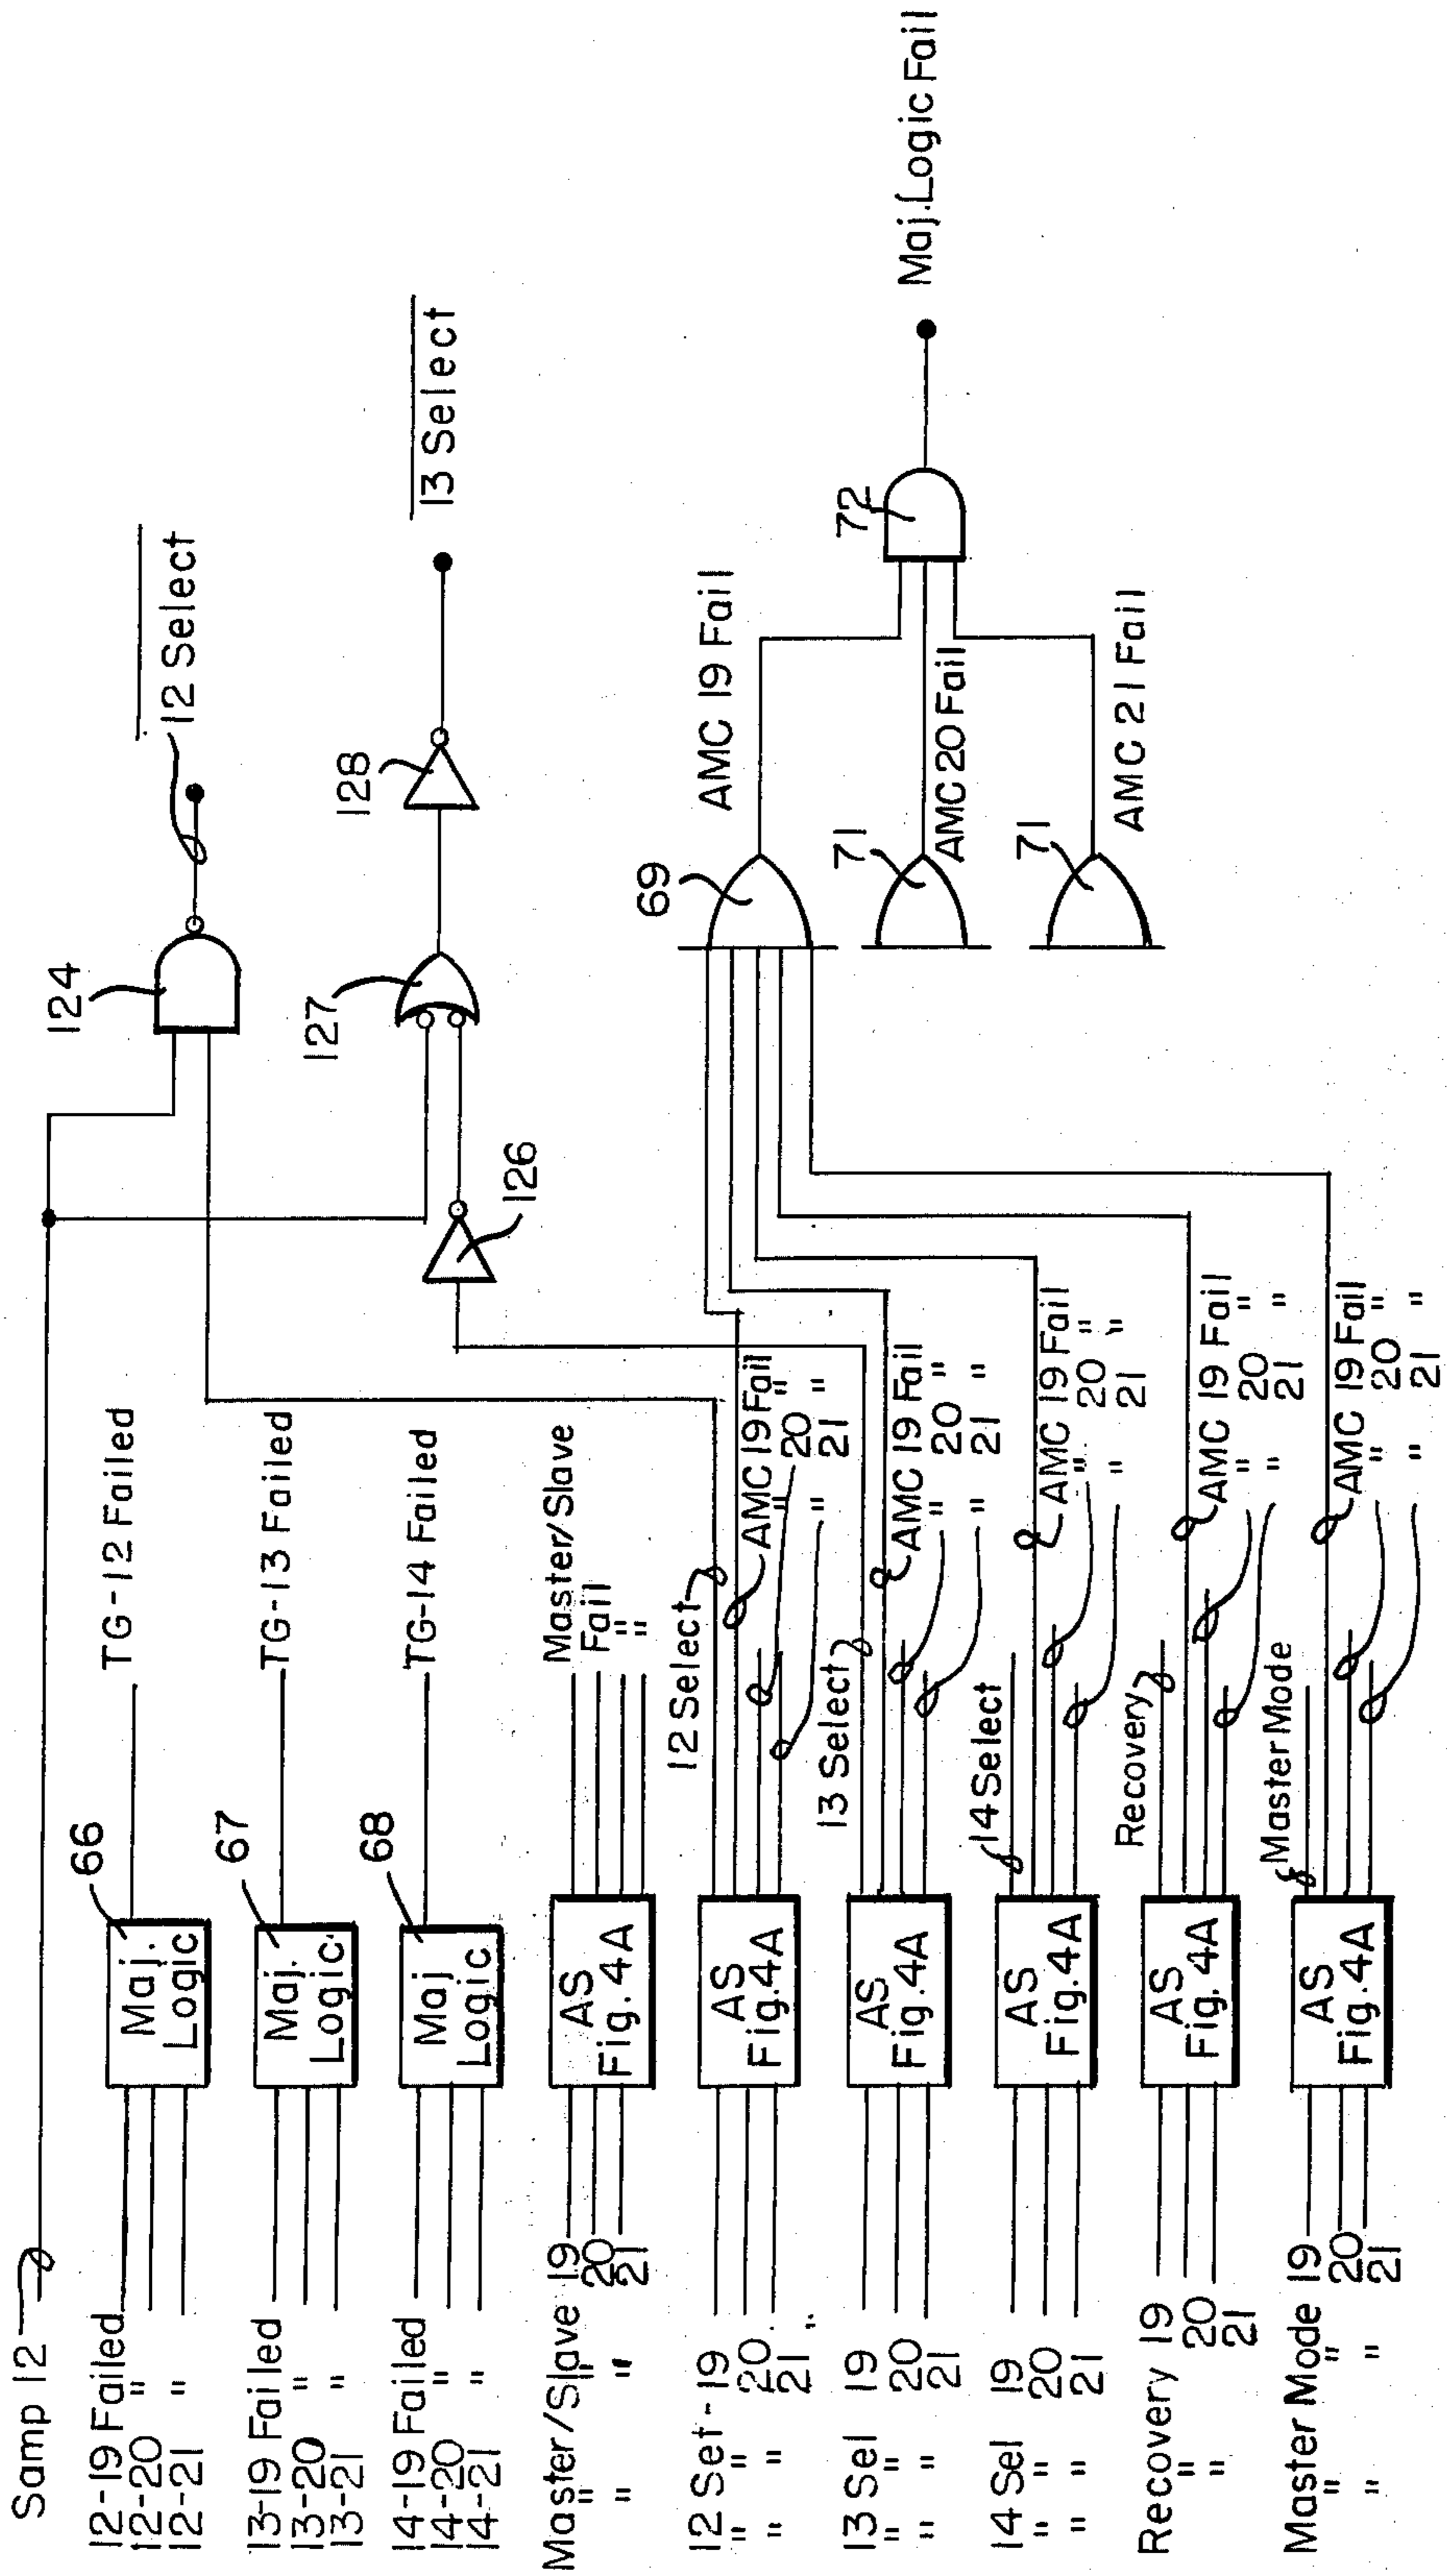 Samp 12
12-19 Failed
12-20 "
12-21 "
66
Maj.
Logic
TG-12 Failed
124
12 Select
13-19 Failed
13-20 "
13-21 "
67
Maj.
Logic
TG-13 Failed
126
127
128
13 Select
14-19 Failed
14-20 "
14-21 "
68
Maj
Logic
TG-14 Failed
Master/Slave 19
" " 20
" " 21
AS
Fig.4A
Master/Slave
Fail
"
"
12 Set-19
" " 20
" " 21
AS
Fig.4A
12 Select
AMC 19 Fail
" 20 "
" 21 "
13 Sel 19
" " 20
" " 21
AS
Fig.4A
13 Select
AMC 19 Fail
" 20 "
" 21 "
14 Sel 19
" " 20
" " 21
AS
Fig.4A
14 Select
AMC 19 Fail
" 20 "
" 21 "
Recovery 19
" 20
" 21
AS
Fig.4A
Recovery
AMC 19 Fail
" 20 "
" 21 "
Master Mode 19
" " 20
" " 21
AS
Fig.4A
Master Mode
AMC 19 Fail
" 20 "
" 21 "
69
AMC 19 Fail
71
AMC 20 Fail
71
AMC 21 Fail
72
Maj.Logic Fail